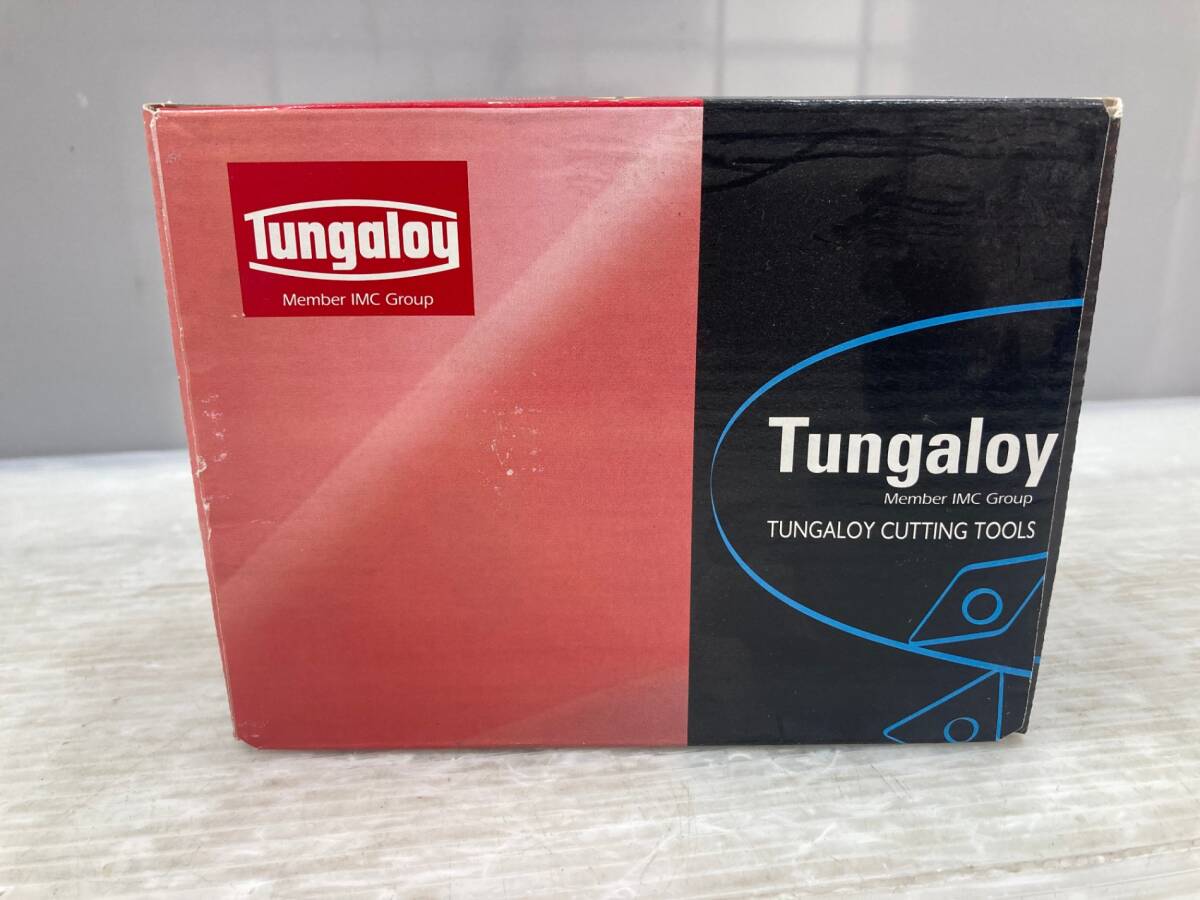 Tungaloy
Member IMC Group
Tungaloy
Member IMC Group
TUNGALOY CUTTING TOOLS